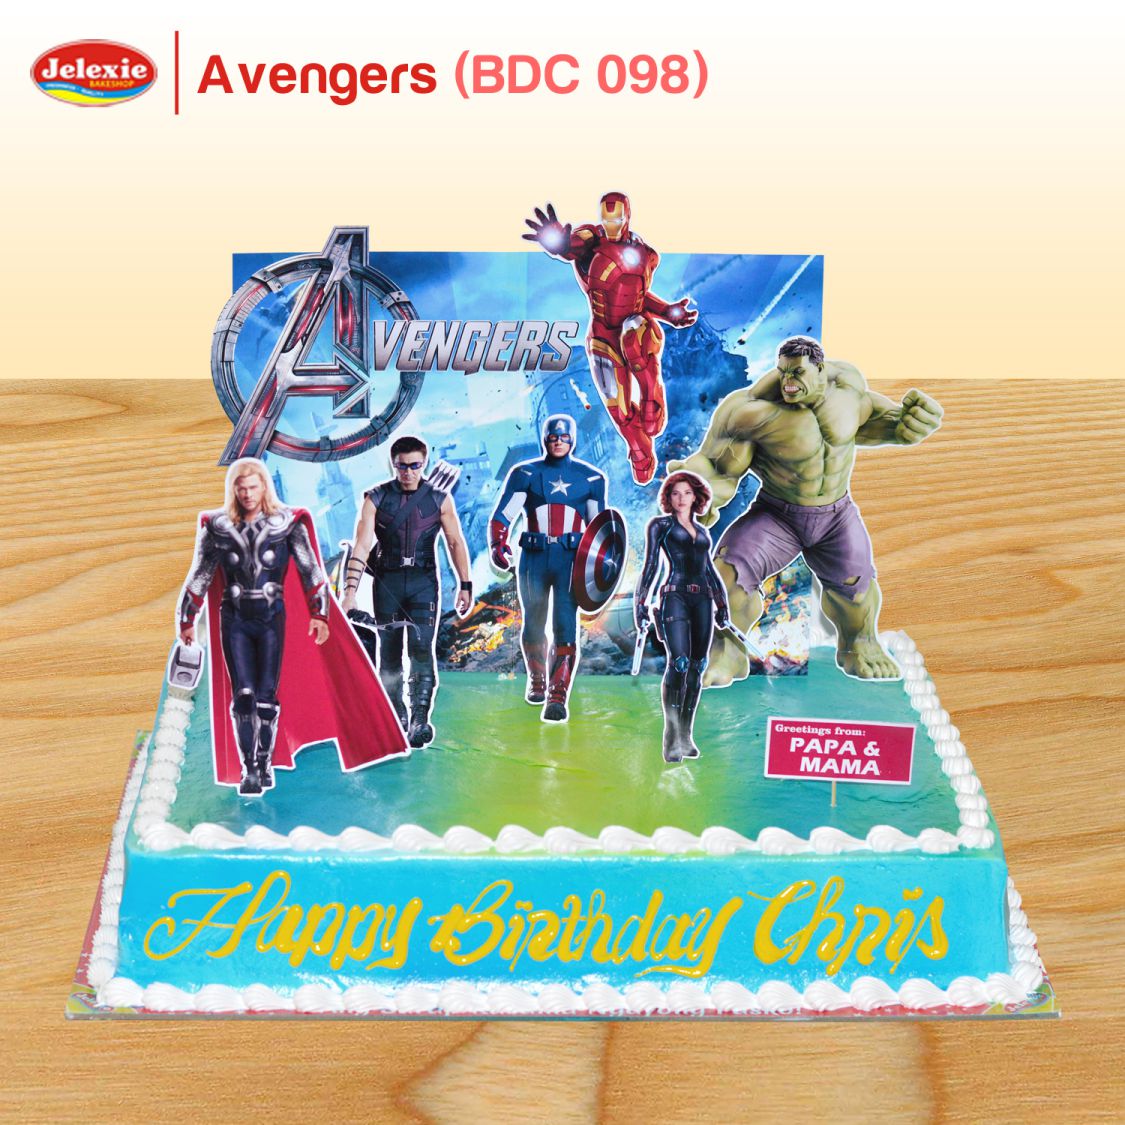 Jelexie
BAKESHOP
Avengers (BDC 098)
AVENGERS
Greetings from:
PAPA &
MAMA
Happy Birthday Chris